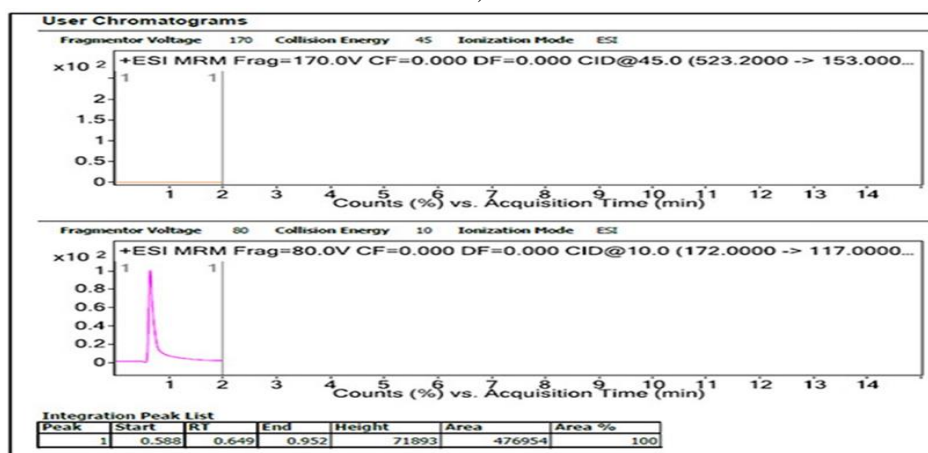 User Chromatograms
Fragmentor Voltage 170 Collision Energy 45 Ionization Mode ESI
x10 2 +ESI MRM Frag=170.0V CF=0.000 DF=0.000 CID@45.0 (523.2000 -> 153.000...
1 1
2
1.5
1
0.5
0
1 2 3 4 5 6 7 8 9 10 11 12 13 14
Counts (%) vs. Acquisition Time (min)
Fragmentor Voltage 80 Collision Energy 10 Ionization Mode ESI
x10 2 +ESI MRM Frag=80.0V CF=0.000 DF=0.000 CID@10.0 (172.0000 -> 117.0000...
1 1 1
0.8
0.6
0.4
0.2
0
1 2 3 4 5 6 7 8 9 10 11 12 13 14
Counts (%) vs. Acquisition Time (min)
Integration Peak List
Peak Start RT End Height Area Area %
1 0.588 0.649 0.952 71893 476954 100